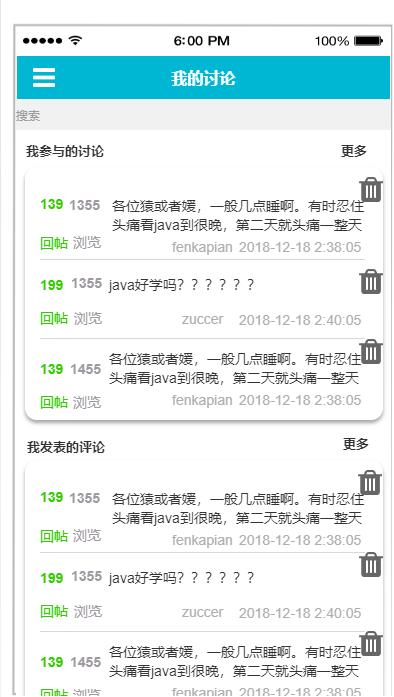 6:00 PM 100%
我的讨论
搜索
我参与的讨论 更多
139 1355 各位猿或者媛，一般几点睡啊。有时忍住
头痛看java到很晚，第二天就头痛一整天
回帖 浏览 fenkapian 2018-12-18 2:38:05
199 1355 java好学吗？？？？？？
回帖 浏览 zuccer 2018-12-18 2:40:05
139 1455 各位猿或者媛，一般几点睡啊。有时忍住
头痛看java到很晚，第二天就头痛一整天
回帖 浏览 fenkapian 2018-12-18 2:38:05
我发表的评论 更多
139 1355 各位猿或者媛，一般几点睡啊。有时忍住
头痛看java到很晚，第二天就头痛一整天
回帖 浏览 fenkapian 2018-12-18 2:38:05
199 1355 java好学吗？？？？？？
回帖 浏览 zuccer 2018-12-18 2:40:05
139 1455 各位猿或者媛，一般几点睡啊。有时忍住
头痛看java到很晚，第二天就头痛一整天
回帖 浏览 fenkapian 2018-12-18 2:38:05